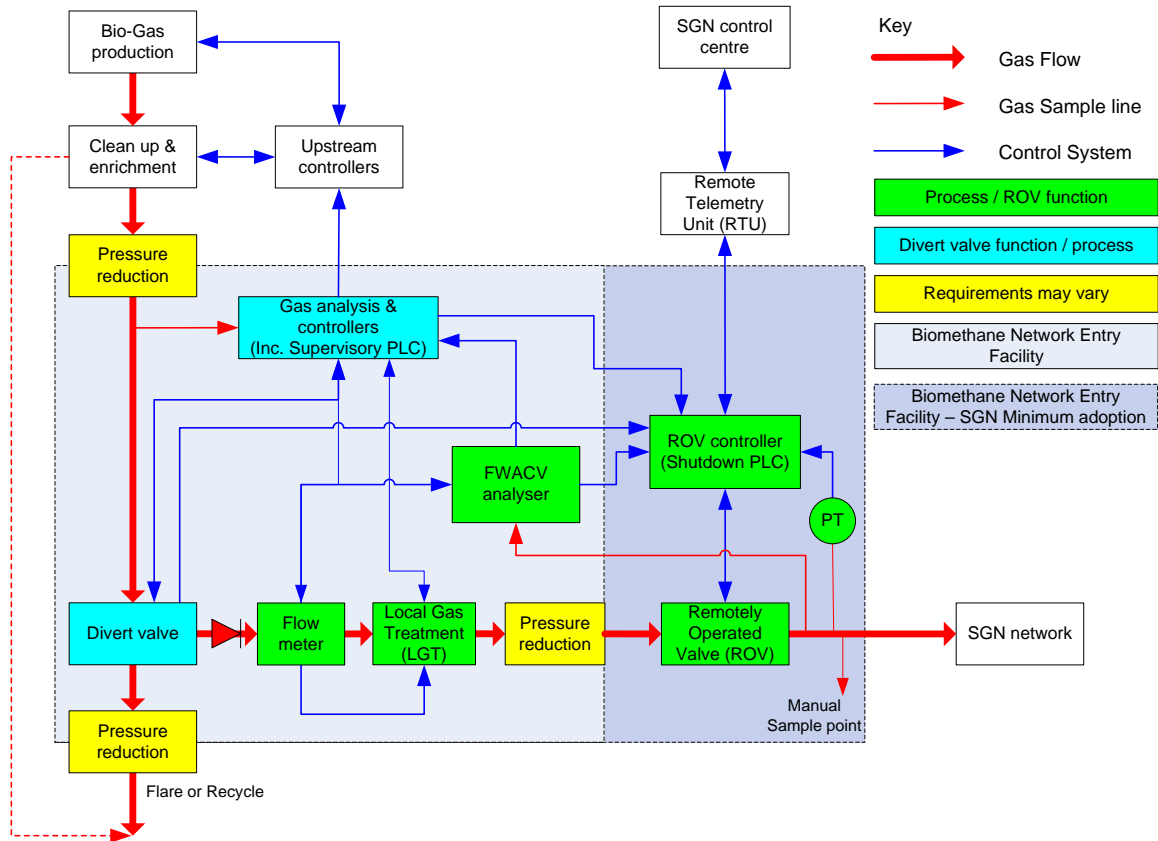 Bio-Gas
production
SGN control
centre
Key
Gas Flow
Gas Sample line
Control System
Clean up &
enrichment
Upstream
controllers
Remote
Telemetry
Unit (RTU)
Process / ROV function
Divert valve function / process
Requirements may vary
Biomethane Network Entry
Facility
Biomethane Network Entry
Facility – SGN Minimum adoption
Pressure
reduction
Gas analysis &
controllers
(Inc. Supervisory PLC)
FWACV
analyser
ROV controller
(Shutdown PLC)
PT
Divert valve
Flow
meter
Local Gas
Treatment
(LGT)
Pressure
reduction
Remotely
Operated
Valve (ROV)
SGN network
Manual
Sample point
Pressure
reduction
Flare or Recycle